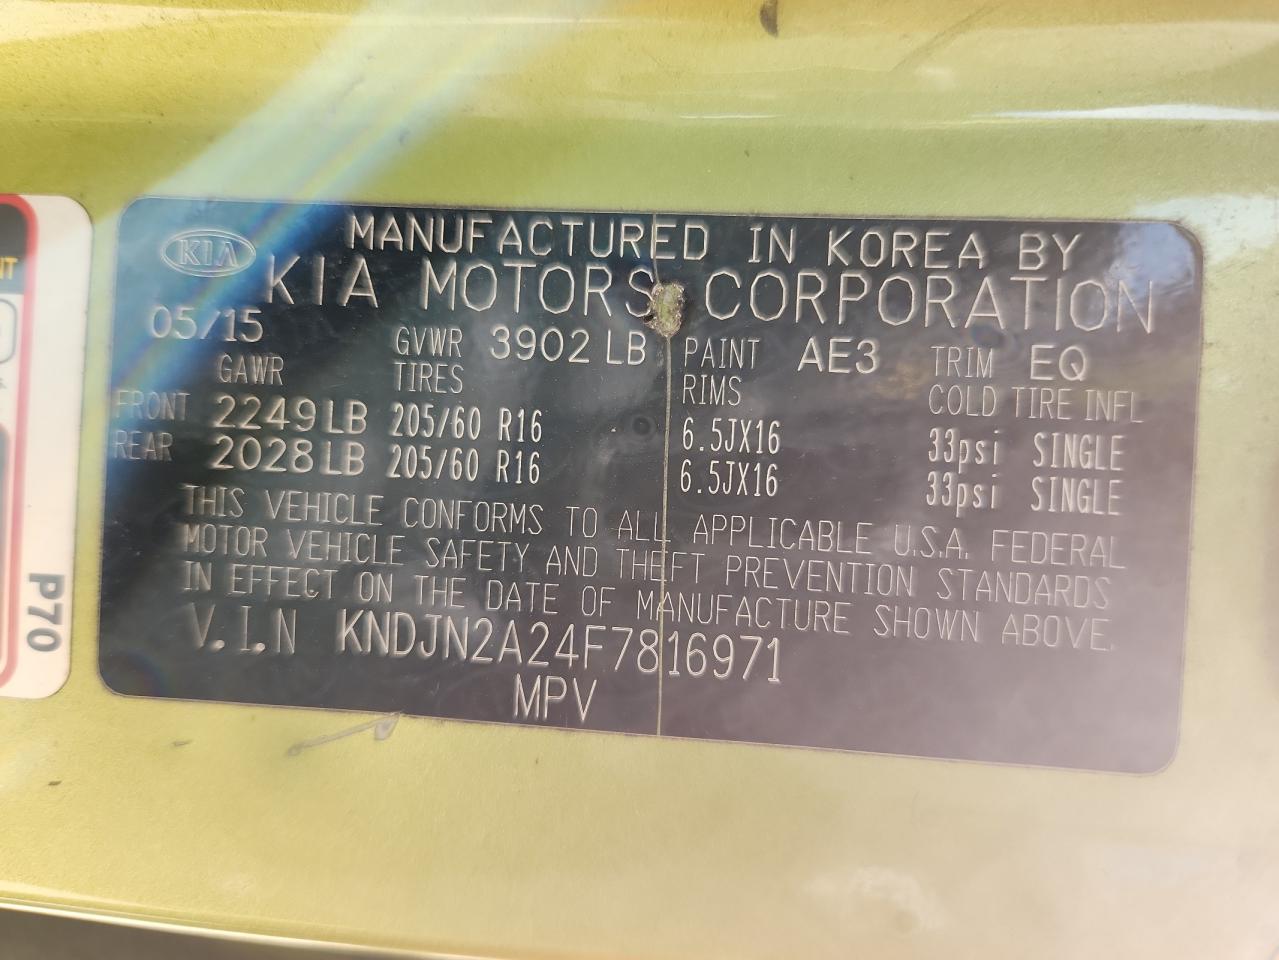 KIA MANUFACTURED IN KOREA BY
KIA MOTORS CORPORATION
05/15 GVWR 3902 LB PAINT AE3 TRIM EQ
GAWR TIRES RIMS COLD TIRE INFL
FRONT 2249 LB 205/60 R16 6.5JX16 33psi SINGLE
REAR 2028 LB 205/60 R16 6.5JX16 33psi SINGLE
THIS VEHICLE CONFORMS TO ALL APPLICABLE U.S.A. FEDERAL
MOTOR VEHICLE SAFETY AND THEFT PREVENTION STANDARDS
IN EFFECT ON THE DATE OF MANUFACTURE SHOWN ABOVE.
V.I.N KNDJN2A24F7816971
MPV
P70